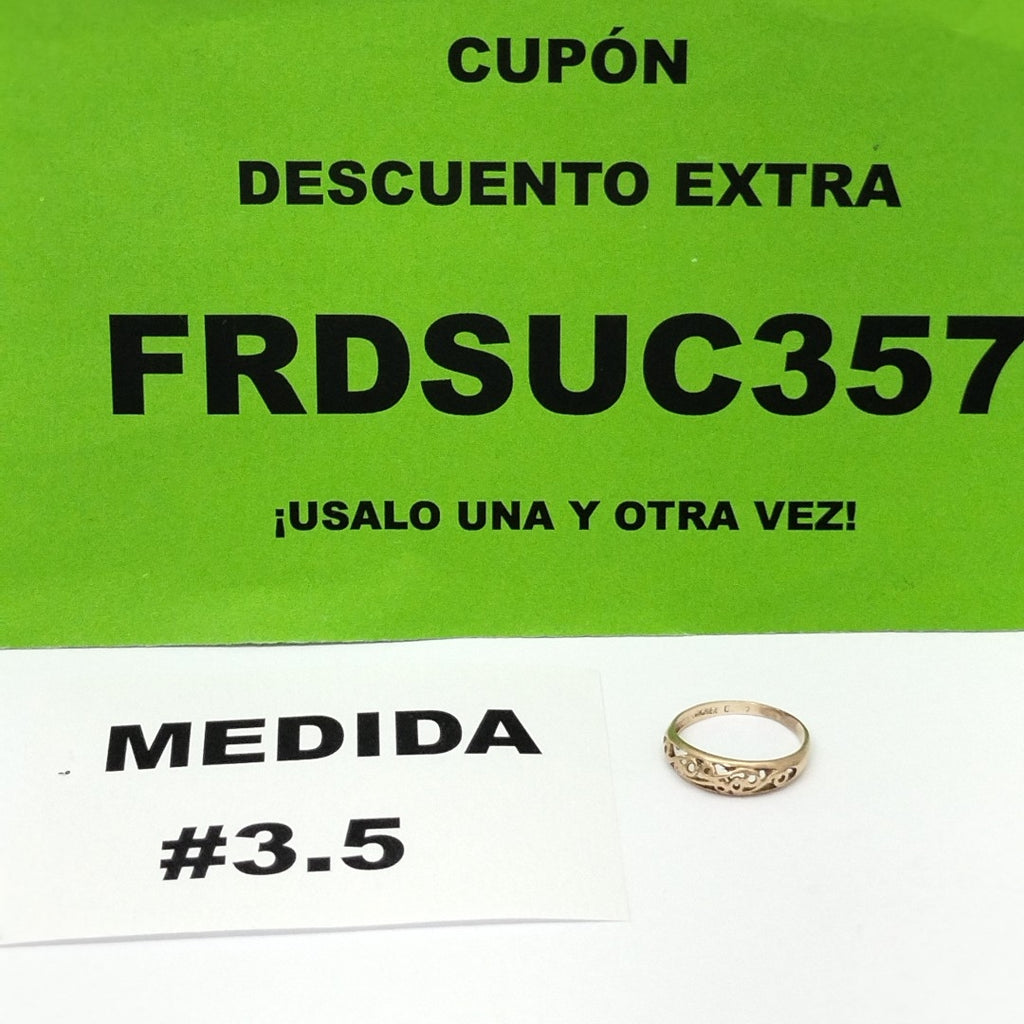 CUPÓN
DESCUENTO EXTRA
FRDSUC357
¡USALO UNA Y OTRA VEZ!
MEDIDA
#3.5